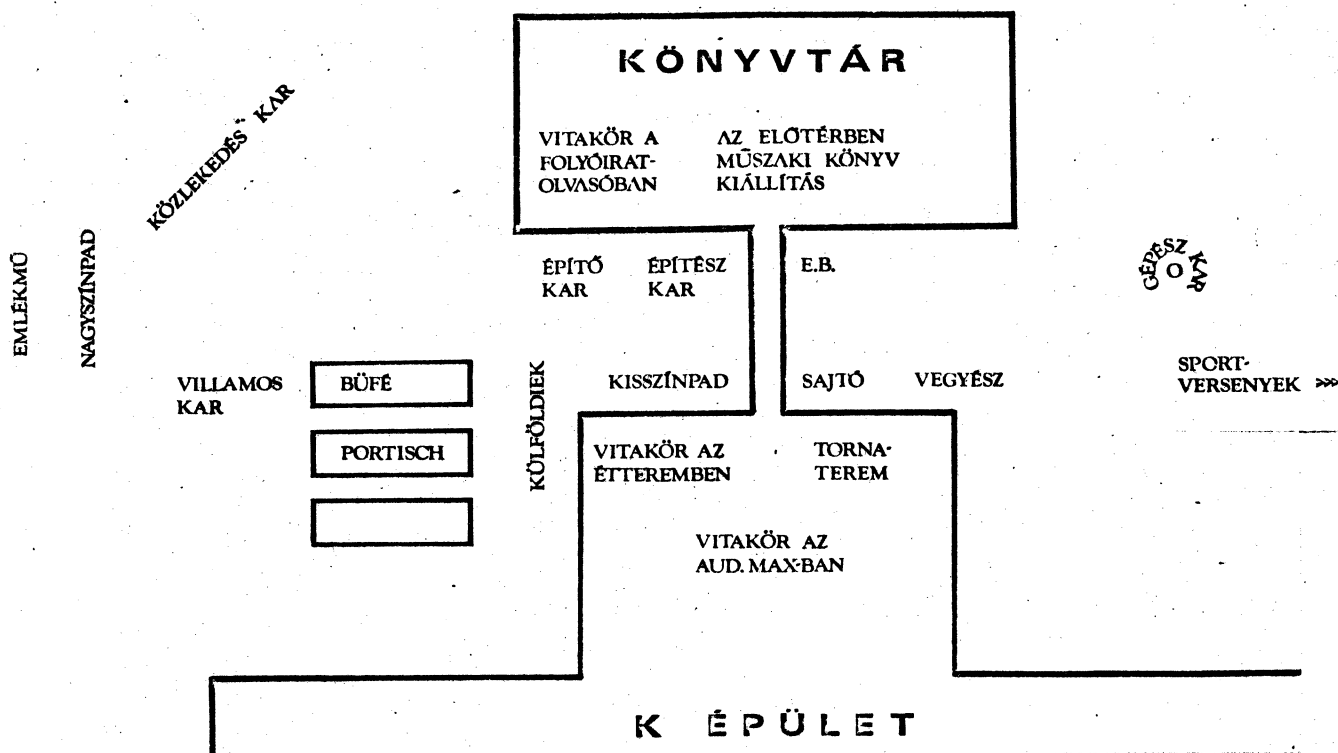 KÖNYVTÁR
VITAKÖR A
FOLYÓIRAT-
OLVASÓBAN
AZ ELŐTÉRBEN
MŰSZAKI KÖNYV
KIÁLLÍTÁS
KÖZLEKEDÉS KAR
EMLÉKMŰ
NAGYSZÍNPAD
ÉPÍTŐ
KAR
ÉPÍTÉSZ
KAR
E.B.
GÉPÉSZ KAR
VILLAMOS
KAR
BÜFÉ
PORTISCH
KÜLFÖLDIEK
KISSZÍNPAD
SAJTÓ
VEGYÉSZ
SPORT-
VERSENYEK >>>
VITAKÖR AZ
ÉTTEREMBEN
TORNA-
TEREM
VITAKÖR AZ
AUD. MAX-BAN
K ÉPÜLET